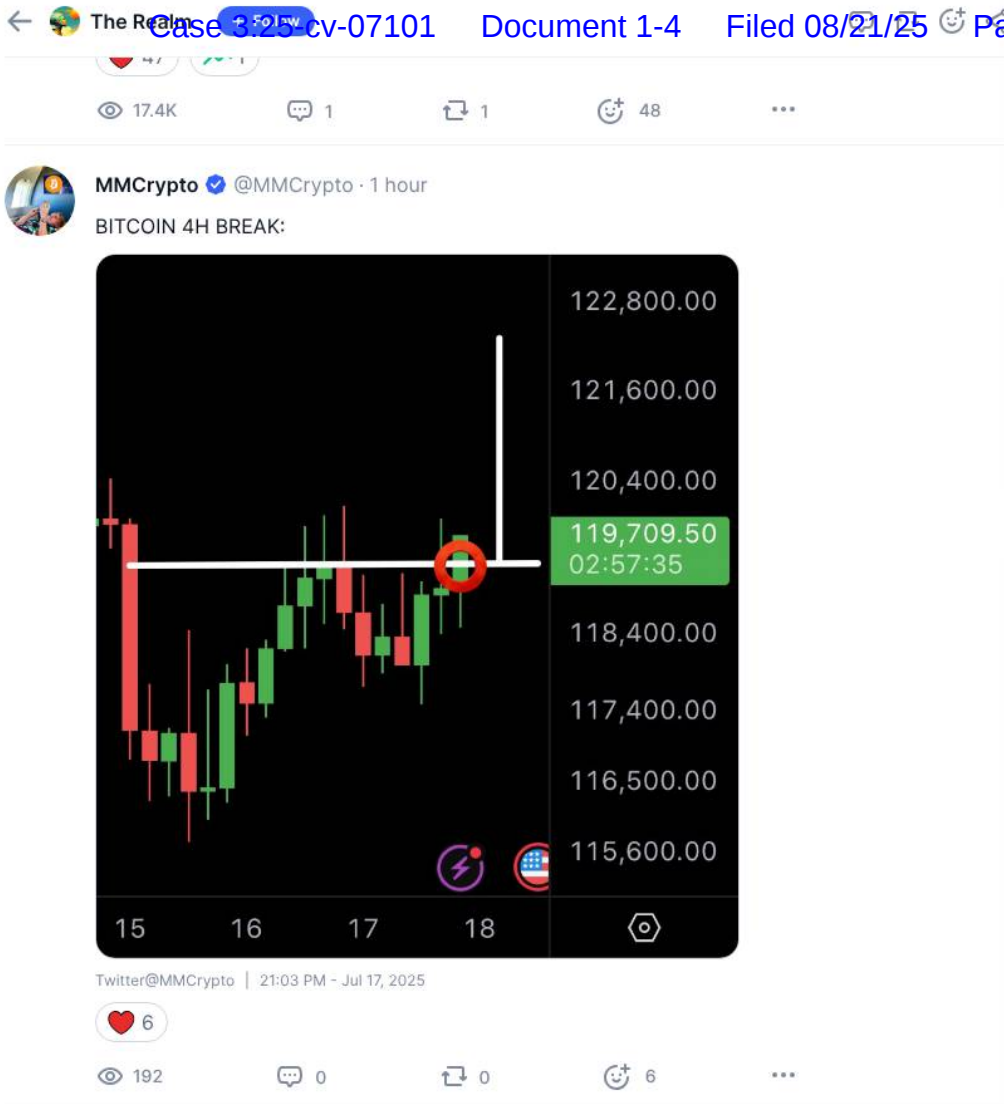 The Realm
+ Follow
Case 3:25-cv-07101 Document 1-4 Filed 08/21/25
47 1
17.4K 1 1 48
MMCrypto @MMCrypto · 1 hour
BITCOIN 4H BREAK:
122,800.00
121,600.00
120,400.00
119,709.50
02:57:35
118,400.00
117,400.00
116,500.00
115,600.00
15 16 17 18
Twitter@MMCrypto | 21:03 PM - Jul 17, 2025
6
192 0 0 6